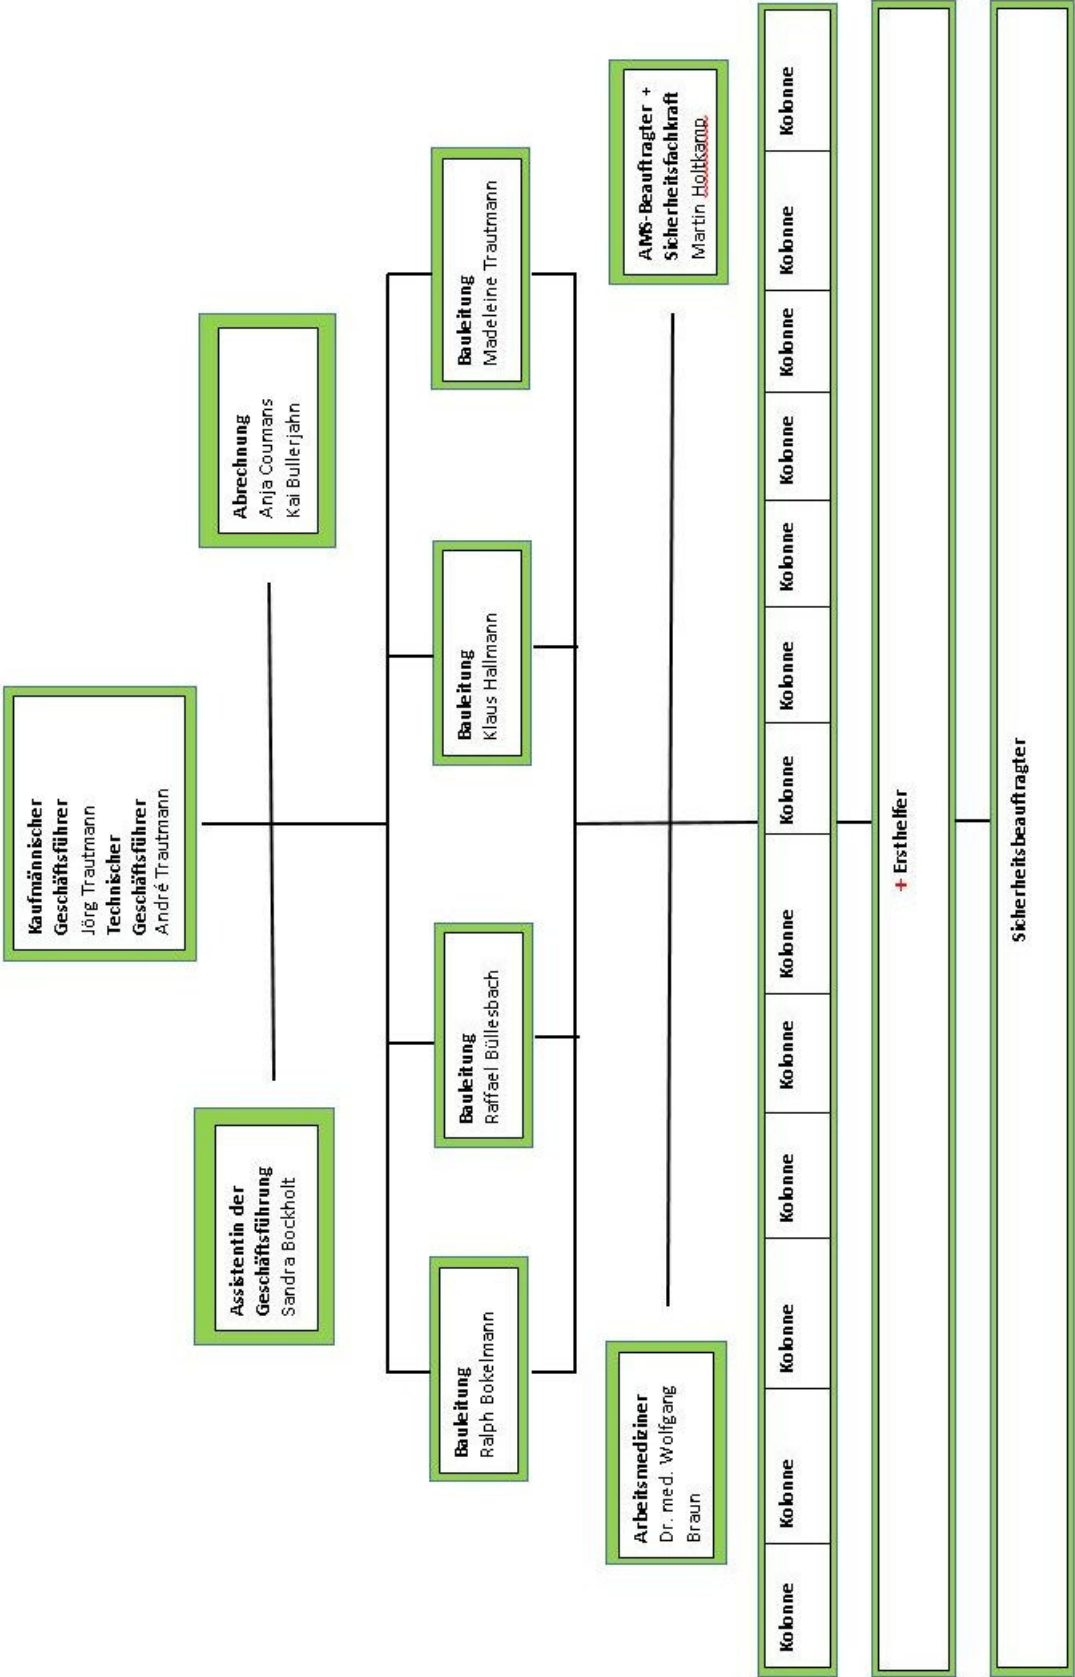 Kaufmännischer
Geschäftsführer
Jörg Trautmann
Technischer
Geschäftsführer
André Trautmann
Assistentin der
Geschäftsführung
Sandra Bockholt
Abrechnung
Anja Coumans
Kai Bullerjahn
Bauleitung
Ralph Bokelmann
Bauleitung
Raffael Büllesbach
Bauleitung
Klaus Hallmann
Bauleitung
Madeleine Trautmann
Arbeitsmediziner
Dr. med. Wolfgang
Braun
AMS-Beauftragter +
Sicherheitsfachkraft
Martin Holtkamp
Kolonne
Kolonne
Kolonne
Kolonne
Kolonne
Kolonne
Kolonne
Kolonne
Kolonne
Kolonne
Kolonne
Kolonne
Kolonne
+ Ersthelfer
Sicherheitsbeauftragter